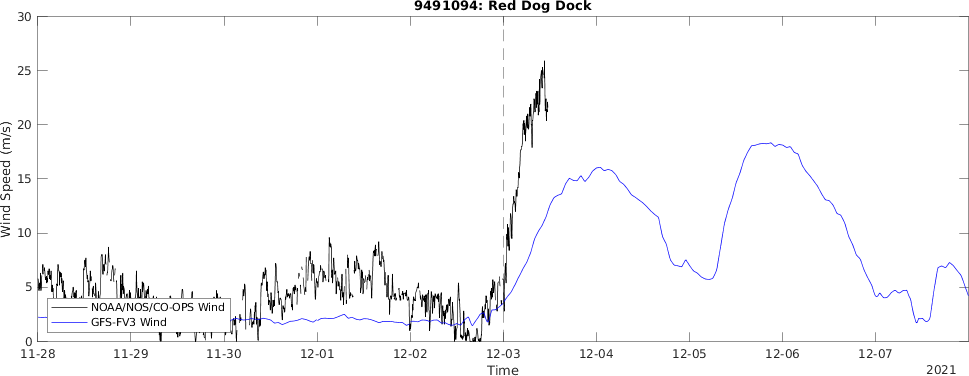 9491094: Red Dog Dock
Wind Speed (m/s)
30
25
20
15
10
5
0
NOAA/NOS/CO-OPS Wind
GFS-FV3 Wind
11-28 11-29 11-30 12-01 12-02 12-03 12-04 12-05 12-06 12-07
Time
2021